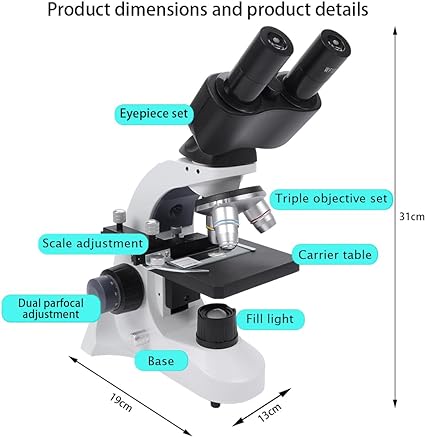 Product dimensions and product details
Eyepiece set
Triple objective set
31cm
Scale adjustment
Carrier table
Dual parfocal
adjustment
Fill light
Base
19cm
13cm